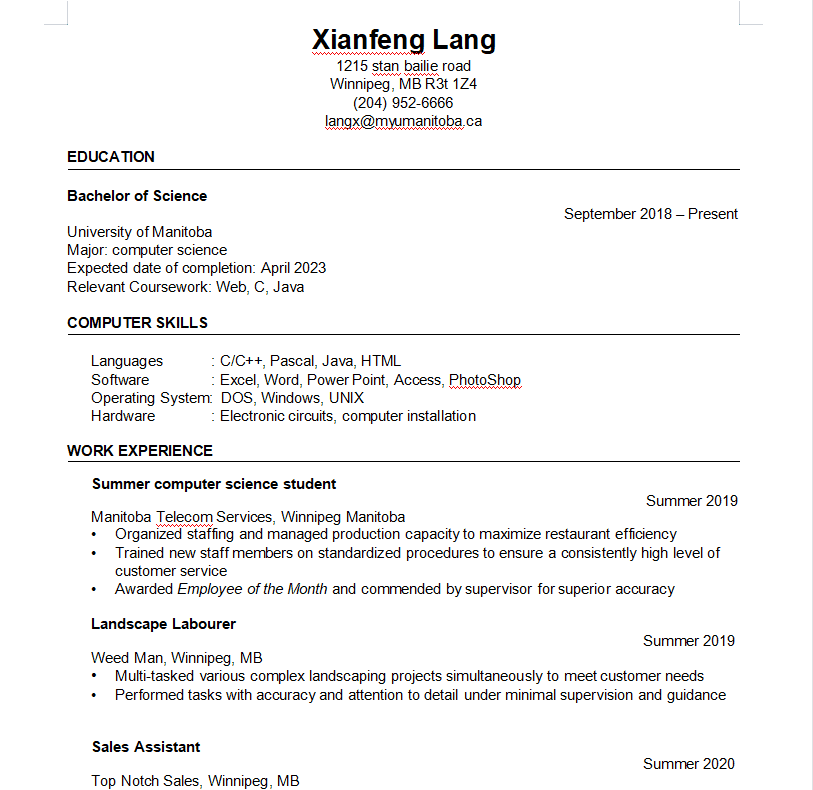 Xianfeng Lang
1215 stan bailie road
Winnipeg, MB R3t 1Z4
(204) 952-6666
langx@myumanitoba.ca
EDUCATION
Bachelor of Science
September 2018 – Present
University of Manitoba
Major: computer science
Expected date of completion: April 2023
Relevant Coursework: Web, C, Java
COMPUTER SKILLS
Languages : C/C++, Pascal, Java, HTML
Software : Excel, Word, Power Point, Access, PhotoShop
Operating System: DOS, Windows, UNIX
Hardware : Electronic circuits, computer installation
WORK EXPERIENCE
Summer computer science student
Summer 2019
Manitoba Telecom Services, Winnipeg Manitoba
• Organized staffing and managed production capacity to maximize restaurant efficiency
• Trained new staff members on standardized procedures to ensure a consistently high level of
customer service
• Awarded Employee of the Month and commended by supervisor for superior accuracy
Landscape Labourer
Summer 2019
Weed Man, Winnipeg, MB
• Multi-tasked various complex landscaping projects simultaneously to meet customer needs
• Performed tasks with accuracy and attention to detail under minimal supervision and guidance
Sales Assistant
Summer 2020
Top Notch Sales, Winnipeg, MB